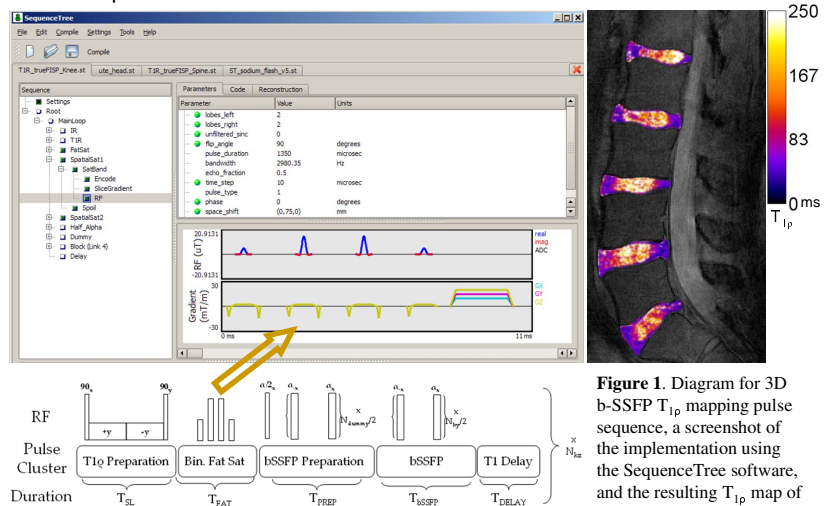 SequenceTree
File Edit Compile Settings Tools Help
Compile
T1R_trueFISP_Knee.st ute_head.st T1R_trueFISP_Spine.st ST_sodium_flash_v5.st
Sequence
Settings
Root
MainLoop
IR
T1R
FatSat
SpatialSat1
SatBand
Encode
SliceGradient
RF
Spoil
SpatialSat2
Half_Alpha
Dummy
Block (Link 4)
Delay
Parameters Code Reconstruction
Parameter Value Units
lobes_left 2
lobes_right 2
unfiltered_sinc 0
flip_angle 90 degrees
pulse_duration 1350 microsec
bandwidth 2980.35 Hz
echo_fraction 0.5
time_step 10 microsec
pulse_type 1
phase 0 degrees
space_shift (0,75,0) mm
20.9131
RF (uT)
-20.9131
real
imag
ADC
30
Gradient (mT/m)
-30
GX
GY
GZ
0 ms 11 ms
250
167
83
0 ms
T1ρ
RF
90x 90y α/2x α-x αx α-x αx
+y -y
x Ndummy/2
x Nky/2
x Nkz
Pulse Cluster
T1ϱ Preparation Bin. Fat Sat bSSFP Preparation bSSFP T1 Delay
Duration TSL TFAT TPREP TbSSFP TDELAY
Figure 1. Diagram for 3D
b-SSFP T1ρ mapping pulse
sequence, a screenshot of
the implementation using
the SequenceTree software,
and the resulting T1ρ map of